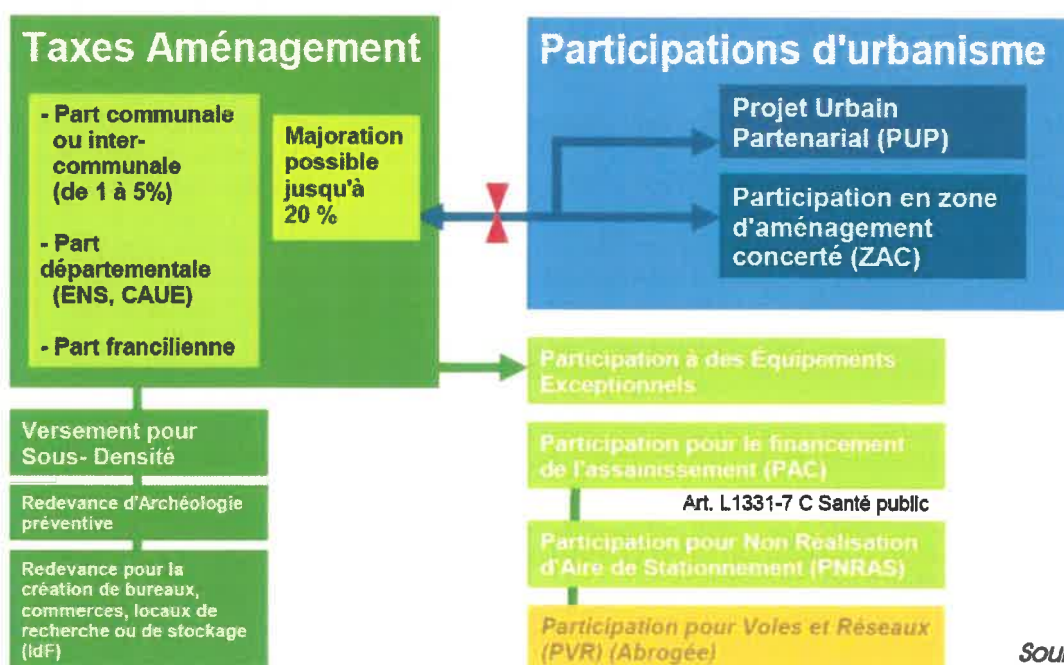 Taxes Aménagement
- Part communale
ou inter-
communale
(de 1 à 5%)
- Part
départementale
(ENS, CAUE)
- Part francilienne
Majoration
possible
jusqu'à
20 %
Versement pour
Sous- Densité
Redevance d'Archéologie
préventive
Redevance pour la
création de bureaux,
commerces, locaux de
recherche ou de stockage
(IdF)
Participations d'urbanisme
Projet Urbain
Partenarial (PUP)
Participation en zone
d'aménagement
concerté (ZAC)
Participation à des Équipements
Exceptionnels
Participation pour le financement
de l'assainissement (PAC)
Art. L1331-7 C Santé public
Participation pour Non Réalisation
d'Aire de Stationnement (PNRAS)
Participation pour Voies et Réseaux
(PVR) (Abrogée)